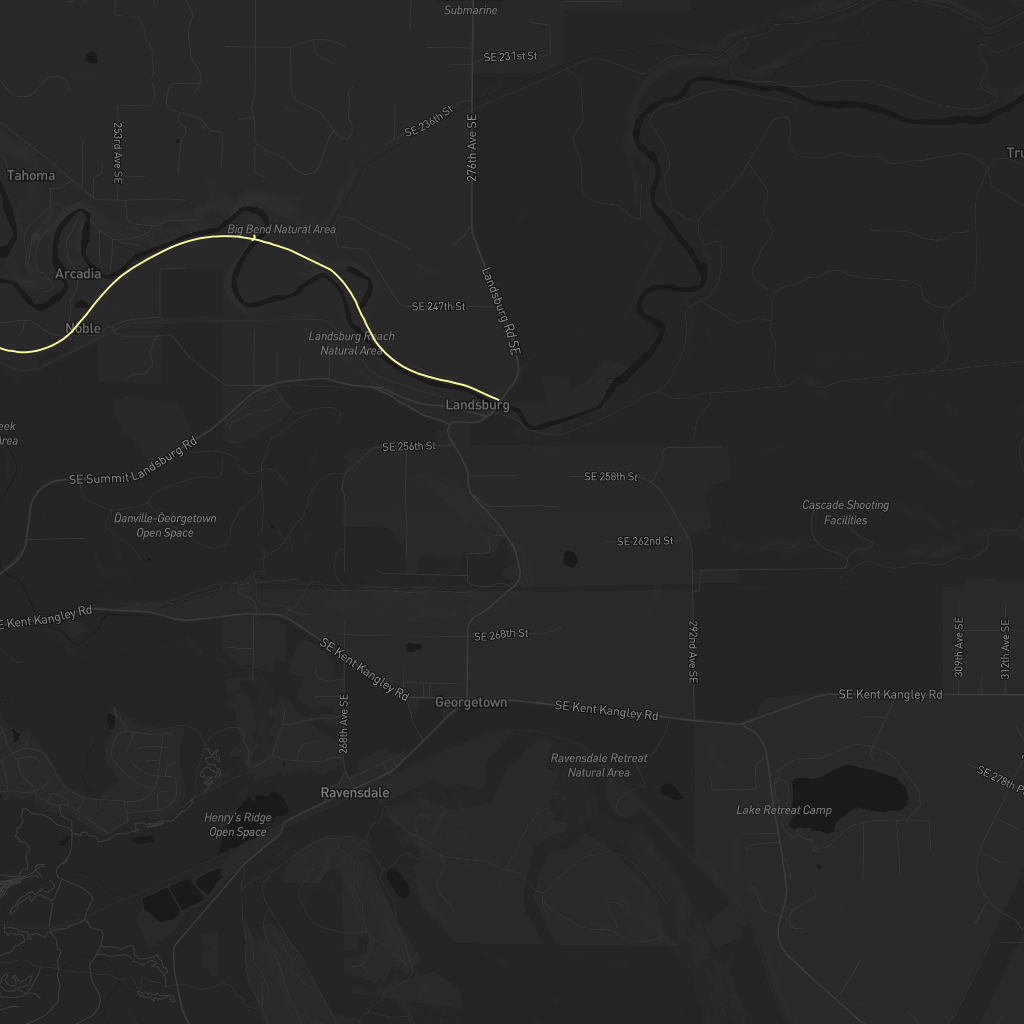 Submarine
SE 231st St
SE 236th St
276th Ave SE
253rd Ave SE
Tahoma
Big Bend Natural Area
Arcadia
Landsburg Rd SE
SE 247th St
Noble
Landsburg Reach
Natural Area
Landsburg
SE 256th St
SE Summit Landsburg Rd
SE 258th St
Cascade Shooting
Facilities
Danville-Georgetown
Open Space
SE 262nd St
SE Kent Kangley Rd
SE 268th St
292nd Ave SE
309th Ave SE
312th Ave SE
SE Kent Kangley Rd
268th Ave SE
Georgetown
SE Kent Kangley Rd
SE Kent Kangley Rd
Ravensdale Retreat
Natural Area
SE 278th
Ravensdale
Lake Retreat Camp
Henry's Ridge
Open Space